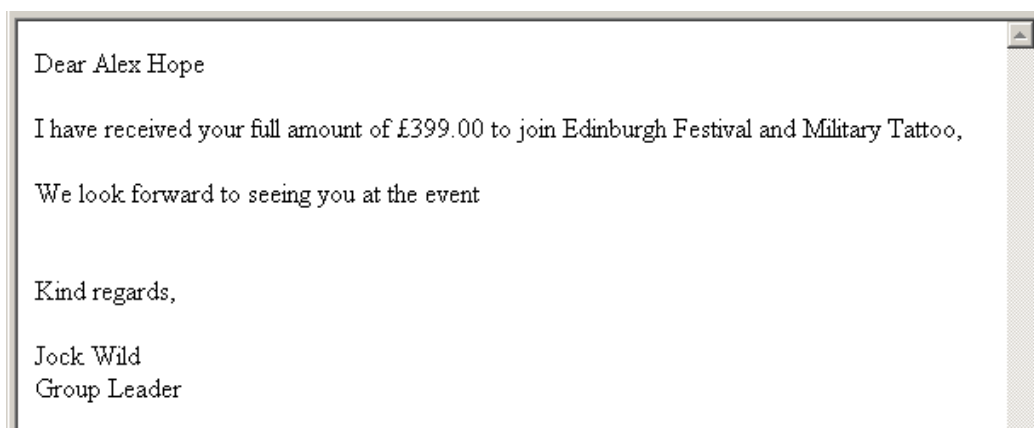 Dear Alex Hope
I have received your full amount of £399.00 to join Edinburgh Festival and Military Tattoo,
We look forward to seeing you at the event
Kind regards,
Jock Wild
Group Leader